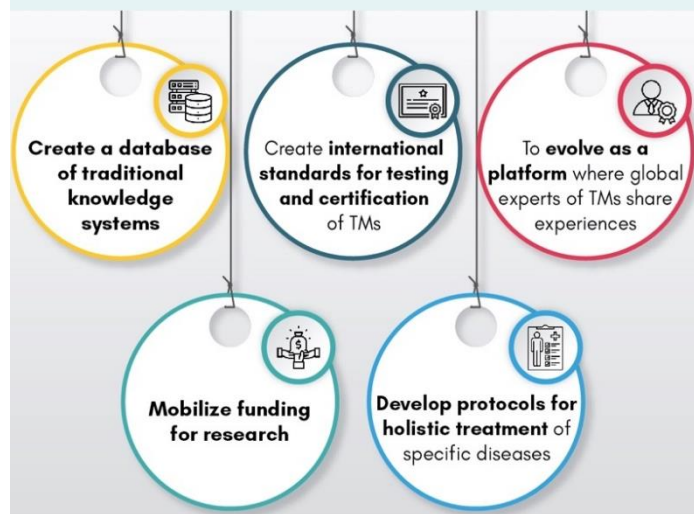 Create a database
of traditional
knowledge
systems
Create international
standards for testing
and certification
of TMs
To evolve as a
platform where global
experts of TMs share
experiences
$
Mobilize funding
for research
Develop protocols for
holistic treatment of
specific diseases